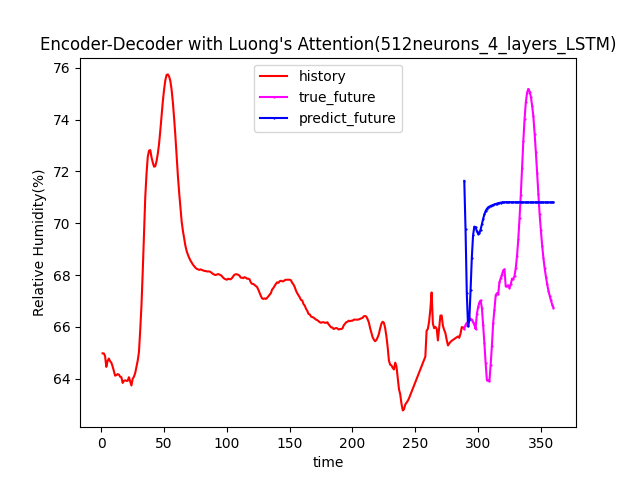 Encoder-Decoder with Luong's Attention(512neurons_4_layers_LSTM)
history
true_future
predict_future
Relative Humidity(%)
76
74
72
70
68
66
64
0
50
100
150
200
250
300
350
time